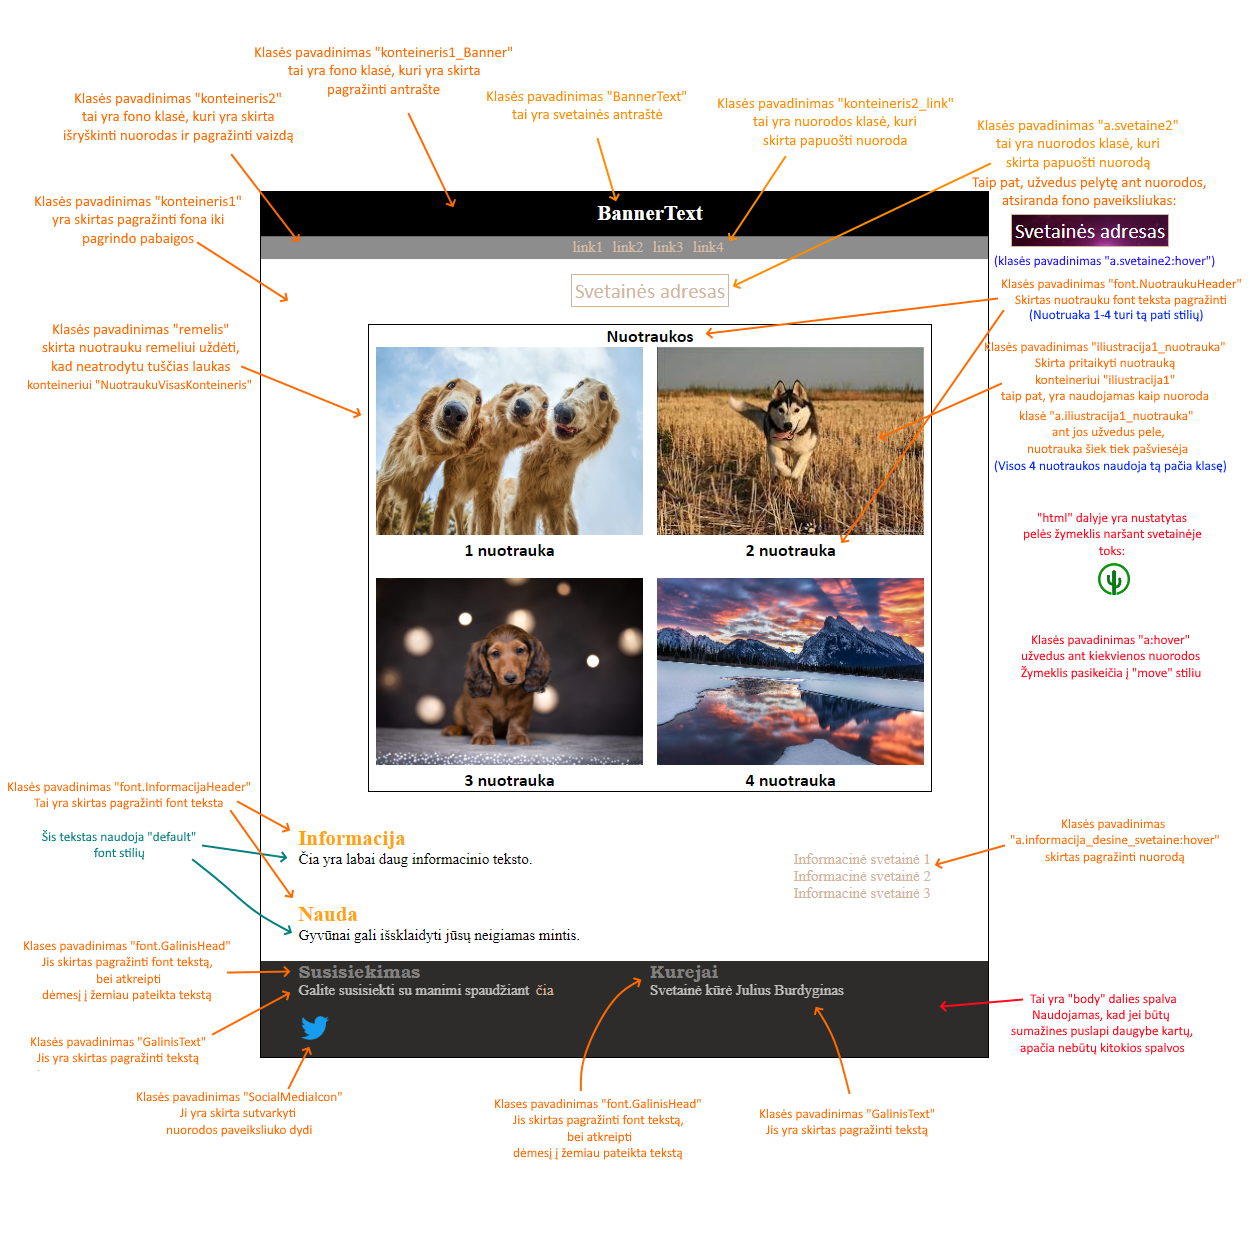 Klasės pavadinimas "konteineris1_Banner"
tai yra fono klasė, kuri yra skirta
pagražinti antrašte
Klasės pavadinimas "konteineris2"
tai yra fono klasė, kuri yra skirta
išryškinti nuorodas ir pagražinti vaizdą
Klasės pavadinimas "BannerText"
tai yra svetainės antraštė
Klasės pavadinimas "konteineris2_link"
tai yra nuorodos klasė, kuri
skirta papuošti nuoroda
Klasės pavadinimas "a.svetaine2"
tai yra nuorodos klasė, kuri
skirta papuošti nuorodą
Taip pat, užvedus pelytę ant nuorodos,
atsiranda fono paveiksliukas:
Svetainės adresas
(klasės pavadinimas "a.svetaine2:hover")
Klasės pavadinimas "konteineris1"
yra skirtas pagražinti fona iki
pagrindo pabaigos
BannerText
link1 link2 link3 link4
Svetainės adresas
Klasės pavadinimas "font.NuotraukuHeader"
Skirtas nuotrauku font teksta pagražinti
(Nuotruaka 1-4 turi tą pati stilių)
Klasės pavadinimas "remelis"
skirta nuotrauku remeliui uždėti,
kad neatrodytu tuščias laukas
konteineriui "NuotraukuVisasKonteineris"
Nuotraukos
1 nuotrauka
2 nuotrauka
3 nuotrauka
4 nuotrauka
Klasės pavadinimas "iliustracija1_nuotrauka"
Skirta pritaikyti nuotrauką
konteineriui "iliustracija1"
taip pat, yra naudojamas kaip nuoroda
klasė "a.iliustracija1_nuotrauka"
ant jos užvedus pele,
nuotrauka šiek tiek pašviesėja
(Visos 4 nuotraukos naudoja tą pačia klasę)
"html" dalyje yra nustatytas
pelės žymeklis naršant svetainėje
toks:
Klasės pavadinimas "a:hover"
užvedus ant kiekvienos nuorodos
Žymeklis pasikeičia į "move" stiliu
Klasės pavadinimas "font.InformacijaHeader"
Tai yra skirtas pagražinti font teksta
Šis tekstas naudoja "default"
font stilių
Informacija
Čia yra labai daug informacinio teksto.
Informacinė svetainė 1
Informacinė svetainė 2
Informacinė svetainė 3
Klasės pavadinimas
"a.informacija_desine_svetaine:hover"
skirtas pagražinti nuorodą
Nauda
Gyvūnai gali išsklaidyti jūsų neigiamas mintis.
Klases pavadinimas "font.GalinisHead"
Jis skirtas pagražinti font tekstą,
bei atkreipti
dėmesį į žemiau pateikta tekstą
Susisiekimas
Galite susisiekti su manimi spaudžiant čia
Kurejai
Svetainė kūrė Julius Burdyginas
Tai yra "body" dalies spalva
Naudojamas, kad jei būtų
sumažines puslapi daugybe kartų,
apačia nebūtų kitokios spalvos
Klasės pavadinimas "GalinisText"
Jis yra skirtas pagražinti tekstą
Klasės pavadinimas "SocialMediaIcon"
Ji yra skirta sutvarkyti
nuorodos paveiksliuko dydi
Klases pavadinimas "font.GalinisHead"
Jis skirtas pagražinti font tekstą,
bei atkreipti
dėmesį į žemiau pateikta tekstą
Klasės pavadinimas "GalinisText"
Jis yra skirtas pagražinti tekstą